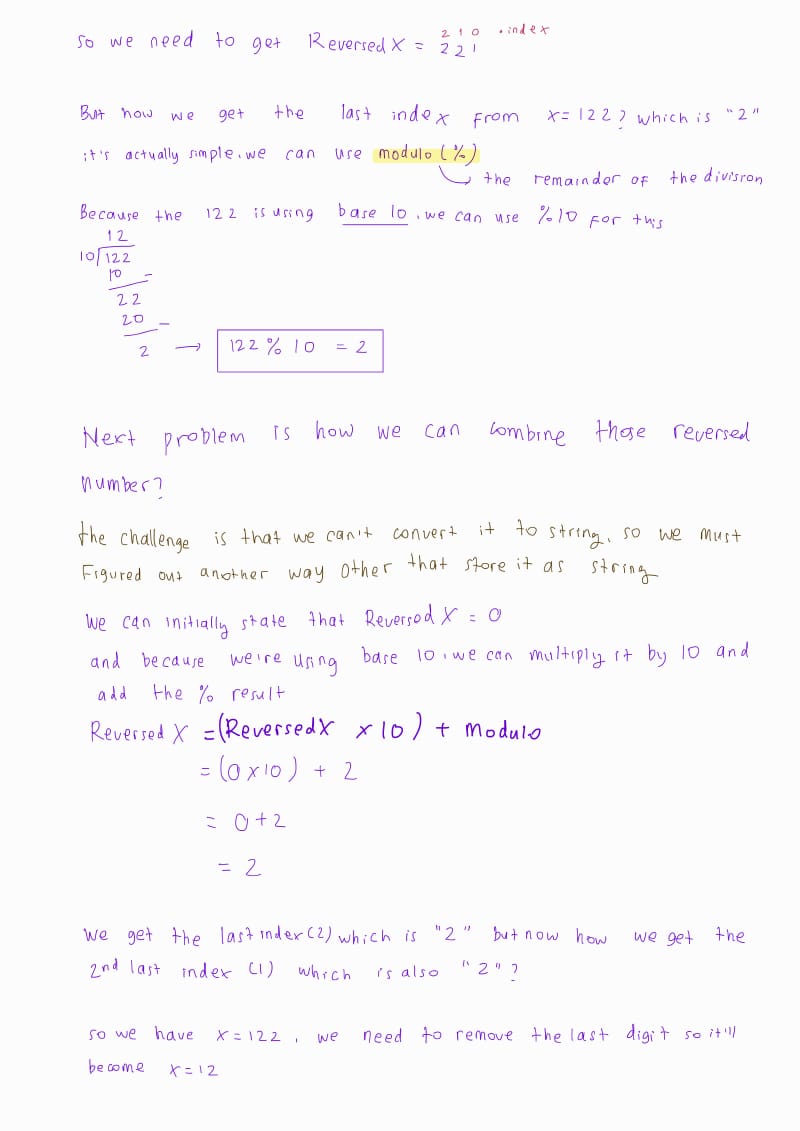 2 1 0 • index
So we need to get Reversed X = 2 2 1
But how we get the last index from x=122? which is "2"
it's actually simple. we can use modulo (%)
the remainder of the division
Because the 122 is using base 10. we can use %10 for this
12
10/122
10 -
22
20 -
2 → 122 % 10 = 2
Next problem is how we can combine those reversed
number?
the challenge is that we can't convert it to string, so we must
Figured out another way other that store it as string
We can initially state that Reversed X = 0
and because we're using base 10. we can multiply it by 10 and
add the % result
Reversed X = (Reversed X x 10) + Modulo
= (0 x 10) + 2
= 0 + 2
= 2
We get the last index (2) which is "2" but now how we get the
2nd last index (1) which is also "2"?
so we have x = 122, we need to remove the last digit so it'll
become x = 12